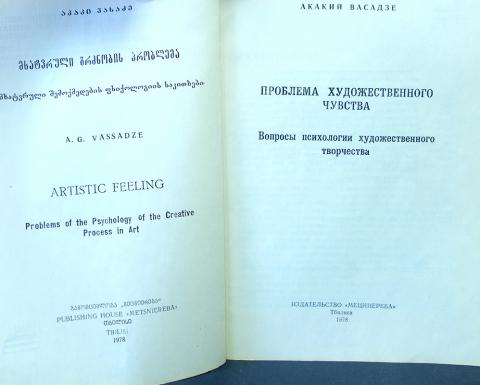 ᲐᲙᲐᲙᲘ ᲕᲐᲡᲐᲫᲔ
მხატვრული გრძნობის პრობლემა
მხატვრული შემოქმედების ფსიქოლოგიის საკითხები
A. G. VASSADZE
ARTISTIC FEELING
Problems of the Psychology of the Creative
Process in Art
ᲒᲐᲛᲝᲛᲪᲔᲛᲚᲝᲑᲐ „ᲛᲔᲪᲜᲘᲔᲠᲔᲑᲐ“
PUBLISHING HOUSE «METSNIEREBA»
ᲗᲑᲘᲚᲘᲡᲘ
TBILISI
1978
АКАКИЙ ВАСАДЗЕ
ПРОБЛЕМА ХУДОЖЕСТВЕННОГО
ЧУВСТВА
Вопросы психологии художественного
творчества
ИЗДАТЕЛЬСТВО «МЕЦНИЕРЕБА»
Тбилиси
1978